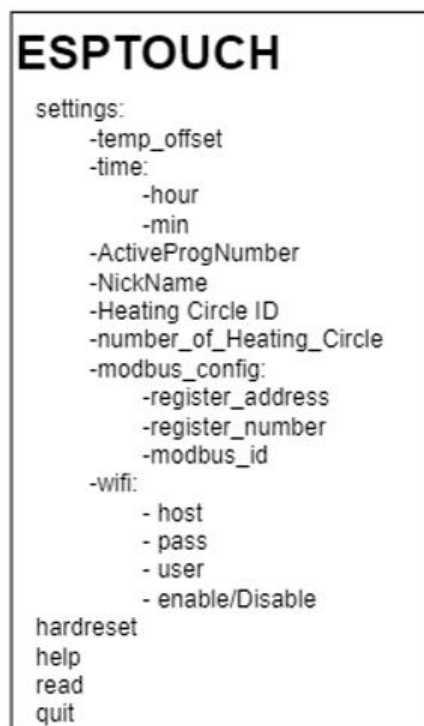 ESPTOUCH
settings:
-temp_offset
-time:
-hour
-min
-ActiveProgNumber
-NickName
-Heating Circle ID
-number_of_Heating_Circle
-modbus_config:
-register_address
-register_number
-modbus_id
-wifi:
- host
- pass
- user
- enable/Disable
hardreset
help
read
quit